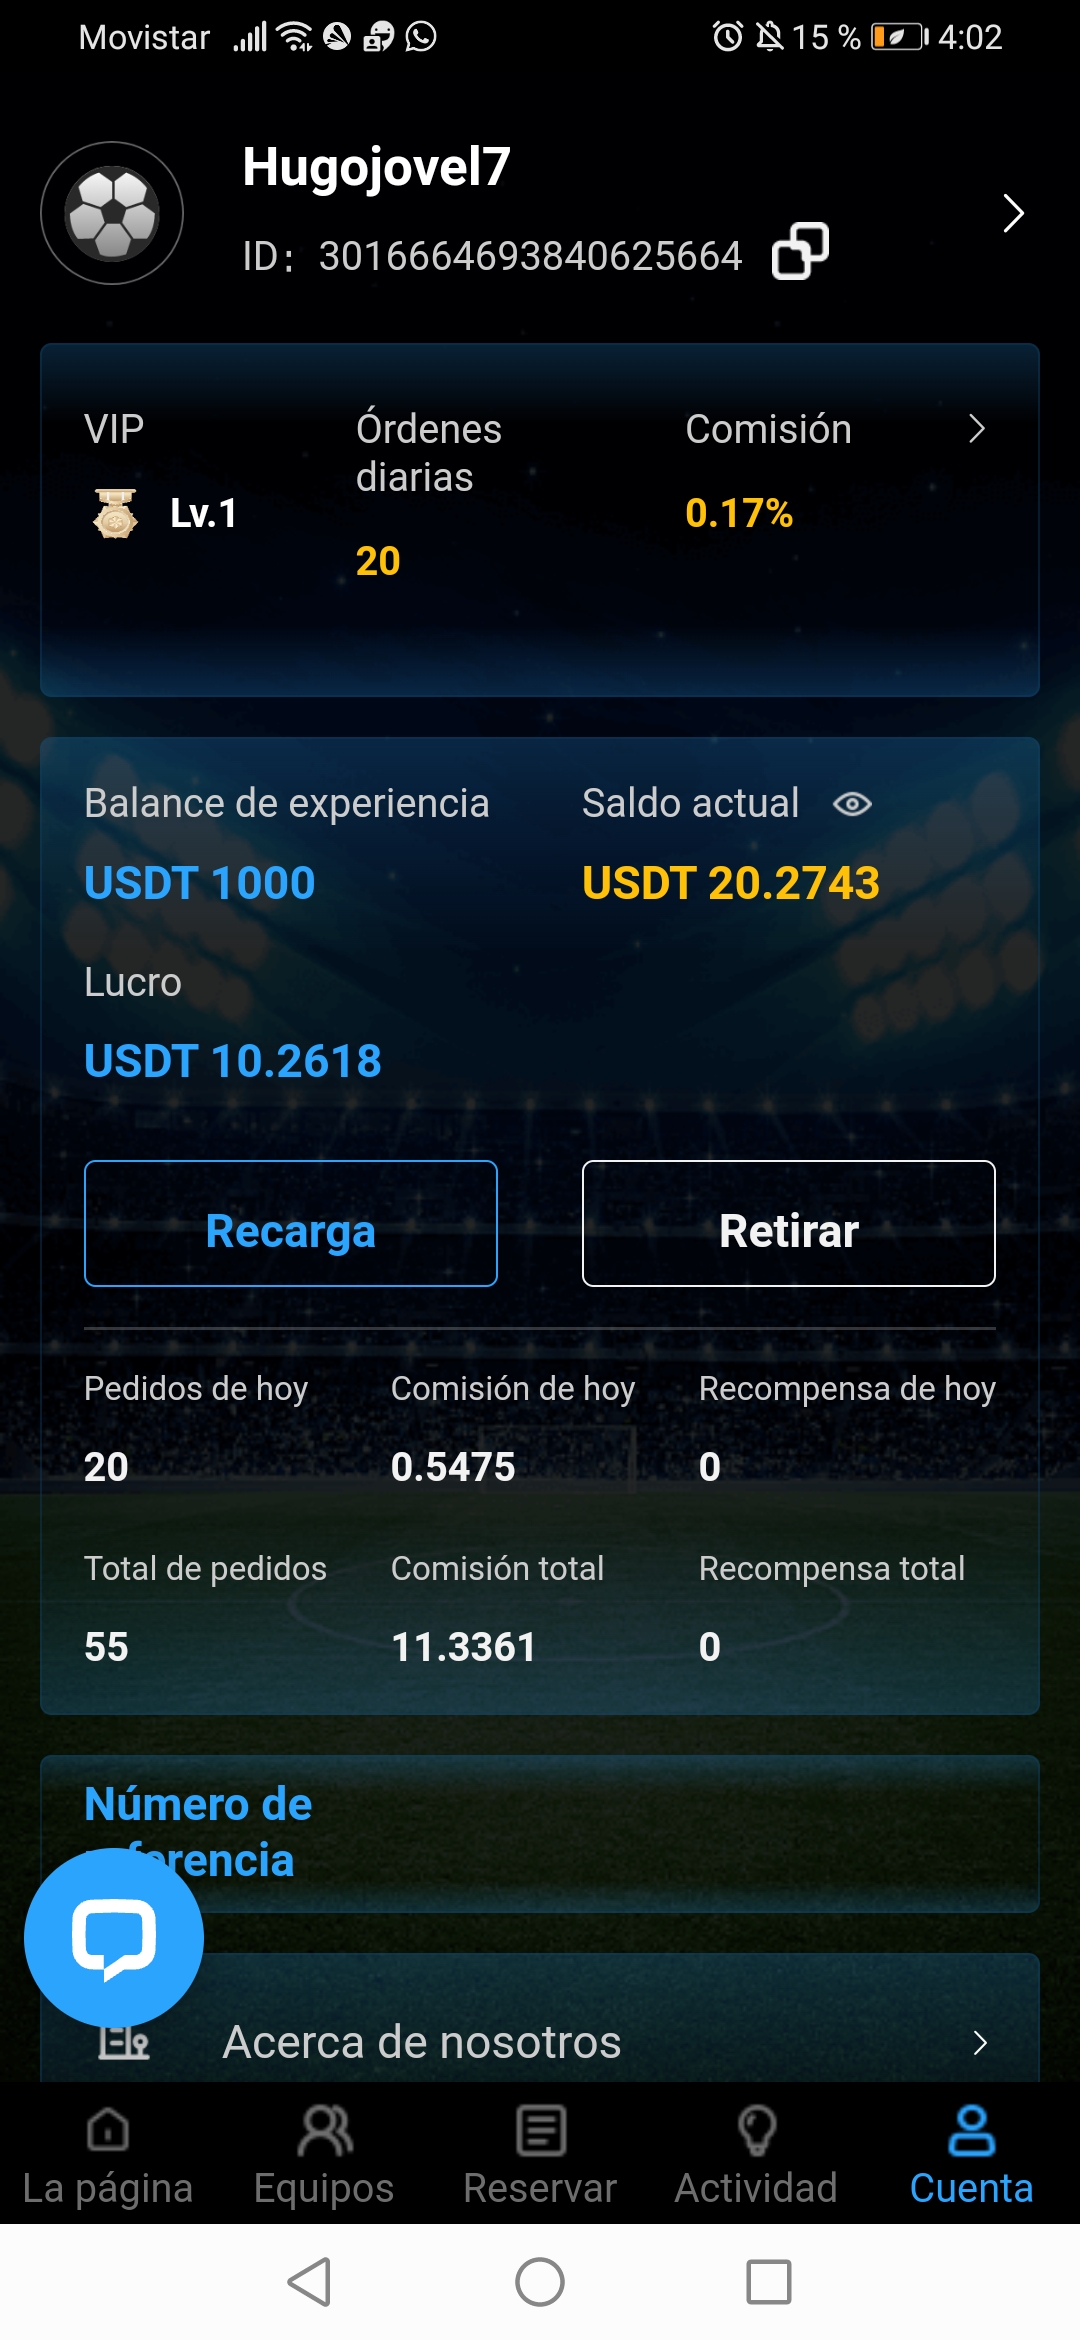 Movistar 15 % 4:02
Hugojovel7
ID: 3016664693840625664
VIP Órdenes diarias Comisión
Lv.1 20 0.17%
Balance de experiencia Saldo actual
USDT 1000 USDT 20.2743
Lucro
USDT 10.2618
Recarga Retirar
Pedidos de hoy Comisión de hoy Recompensa de hoy
20 0.5475 0
Total de pedidos Comisión total Recompensa total
55 11.3361 0
Número de
Acerca de nosotros
La página Equipos Reservar Actividad Cuenta